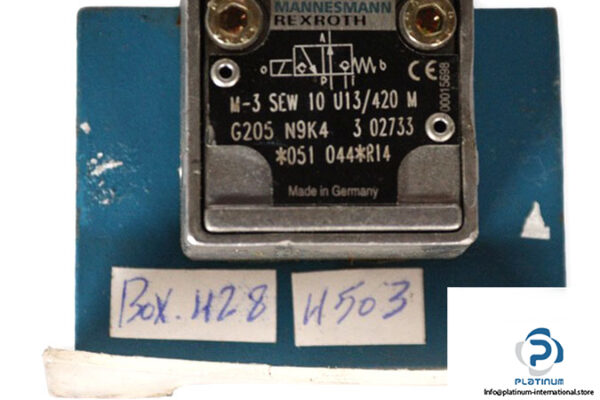 MANNESMANN
REXROTH
A
a
b
P
CE
M-3 SEW 10 U13/420 M
G205 N9K4 3 02733
*051 044*R14
00015698
Made in Germany
Box. 428
H503
PLATINUM
Info@platinum-international.store